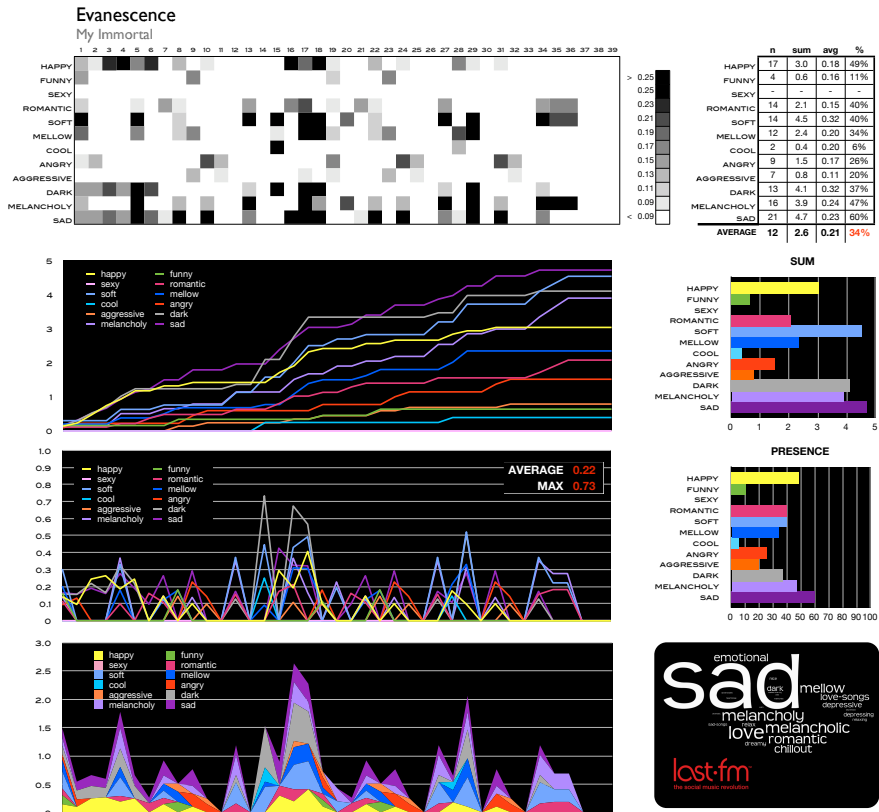 Evanescence
My Immortal
1 2 3 4 5 6 7 8 9 10 11 12 13 14 15 16 17 18 19 20 21 22 23 24 25 26 27 28 29 30 31 32 33 34 35 36 37 38 39
HAPPY
FUNNY
SEXY
ROMANTIC
SOFT
MELLOW
COOL
ANGRY
AGGRESSIVE
DARK
MELANCHOLY
SAD
> 0.25
0.25
0.23
0.21
0.19
0.17
0.15
0.13
0.11
0.09
< 0.09
n sum avg %
HAPPY 17 3.0 0.18 49%
FUNNY 4 0.6 0.16 11%
SEXY - - - -
ROMANTIC 14 2.1 0.15 40%
SOFT 14 4.5 0.32 40%
MELLOW 12 2.4 0.20 34%
COOL 2 0.4 0.20 6%
ANGRY 9 1.5 0.17 26%
AGGRESSIVE 7 0.8 0.11 20%
DARK 13 4.1 0.32 37%
MELANCHOLY 16 3.9 0.24 47%
SAD 21 4.7 0.23 60%
AVERAGE 12 2.6 0.21 34%
5
4
3
2
1
0
happy funny
sexy romantic
soft mellow
cool angry
aggressive dark
melancholy sad
SUM
HAPPY
FUNNY
SEXY
ROMANTIC
SOFT
MELLOW
COOL
ANGRY
AGGRESSIVE
DARK
MELANCHOLY
SAD
0 1 2 3 4 5
1.0
0.9
0.8
0.7
0.6
0.5
0.4
0.3
0.2
0.1
0
happy funny
sexy romantic
soft mellow
cool angry
aggressive dark
melancholy sad
AVERAGE 0.22
MAX 0.73
PRESENCE
HAPPY
FUNNY
SEXY
ROMANTIC
SOFT
MELLOW
COOL
ANGRY
AGGRESSIVE
DARK
MELANCHOLY
SAD
0 10 20 30 40 50 60 70 80 90 100
3.0
2.5
2.0
1.5
1.0
0.5
0
happy funny
sexy romantic
soft mellow
cool angry
aggressive dark
melancholy sad
emotional
sad
dark
mellow
love-songs
depressive
melancholy
depressing
relaxing
sad-songs
relax
love
melancholic
dreamy
romantic
chillout
last·fm
the social music revolution